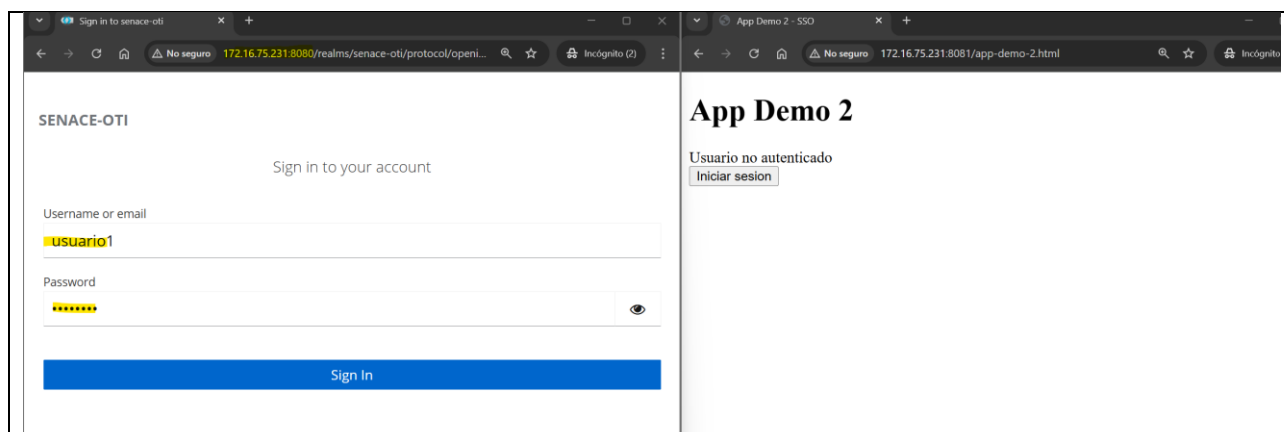 Sign in to senace-oti
No seguro 172.16.75.231:8080/realms/senace-oti/protocol/openi... Incógnito (2)
SENACE-OTI
Sign in to your account
Username or email
usuario1
Password
••••••••
Sign In
App Demo 2 - SSO
No seguro 172.16.75.231:8081/app-demo-2.html Incógnito
App Demo 2
Usuario no autenticado
Iniciar sesion